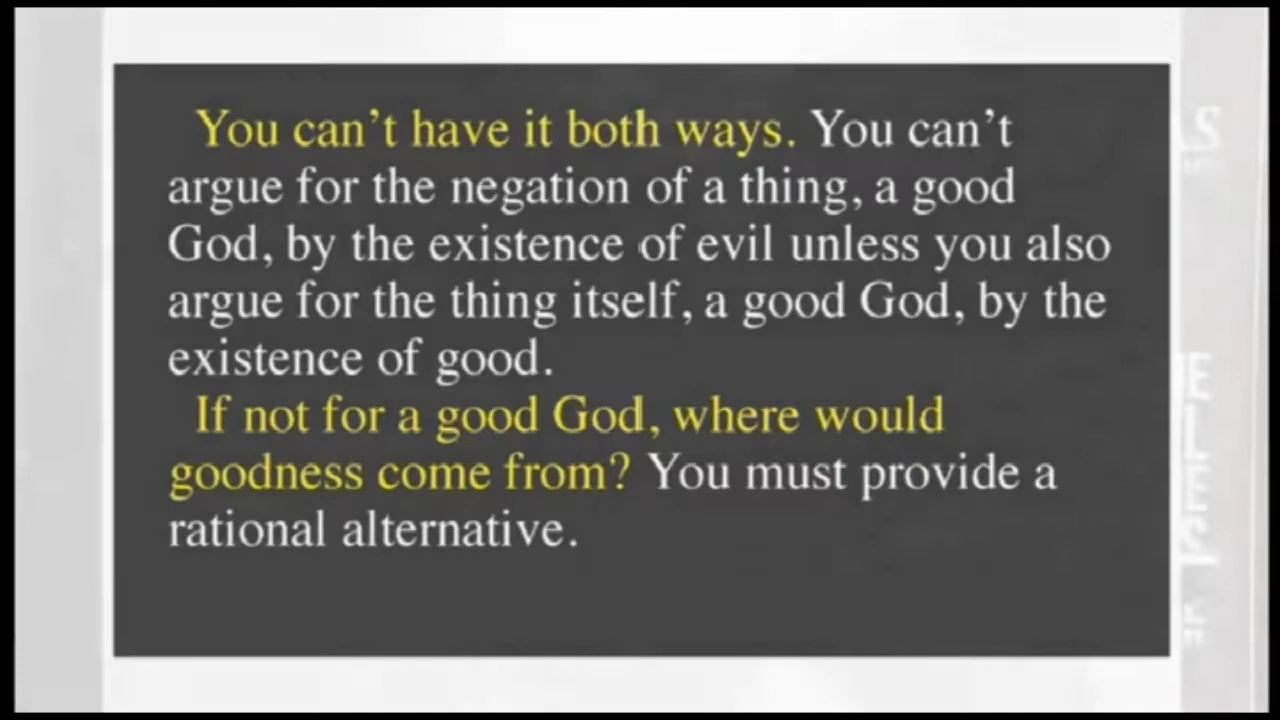 You can't have it both ways. You can't
argue for the negation of a thing, a good
God, by the existence of evil unless you also
argue for the thing itself, a good God, by the
existence of good.
If not for a good God, where would
goodness come from? You must provide a
rational alternative.